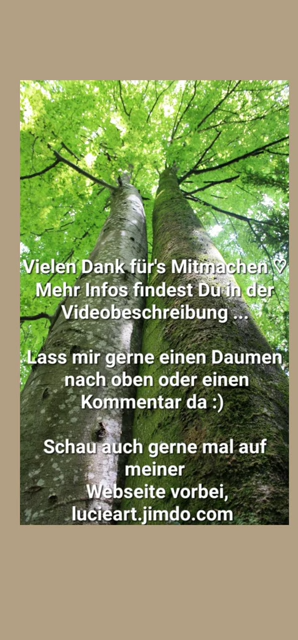 Vielen Dank für's Mitmachen ♡
Mehr Infos findest Du in der
Videobeschreibung ...
Lass mir gerne einen Daumen
nach oben oder einen
Kommentar da :)
Schau auch gerne mal auf
meiner
Webseite vorbei,
lucieart.jimdo.com